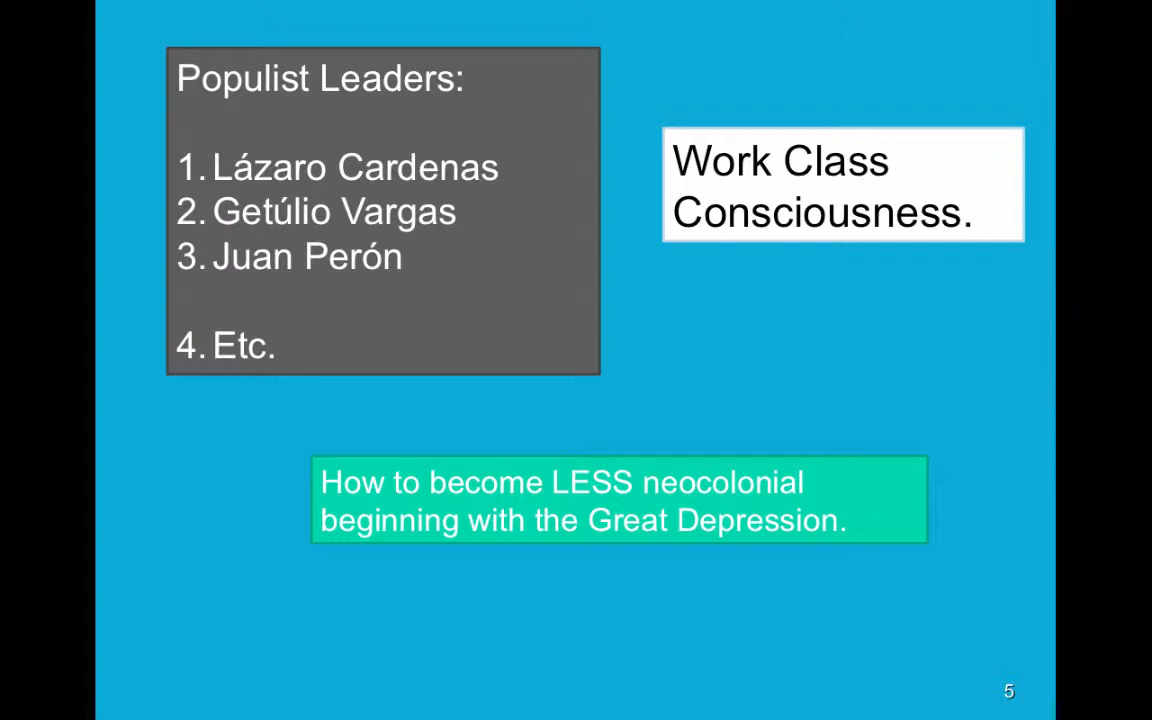 Populist Leaders:
1. Lázaro Cardenas
2. Getúlio Vargas
3. Juan Perón
4. Etc.
Work Class
Consciousness.
How to become LESS neocolonial
beginning with the Great Depression.
5